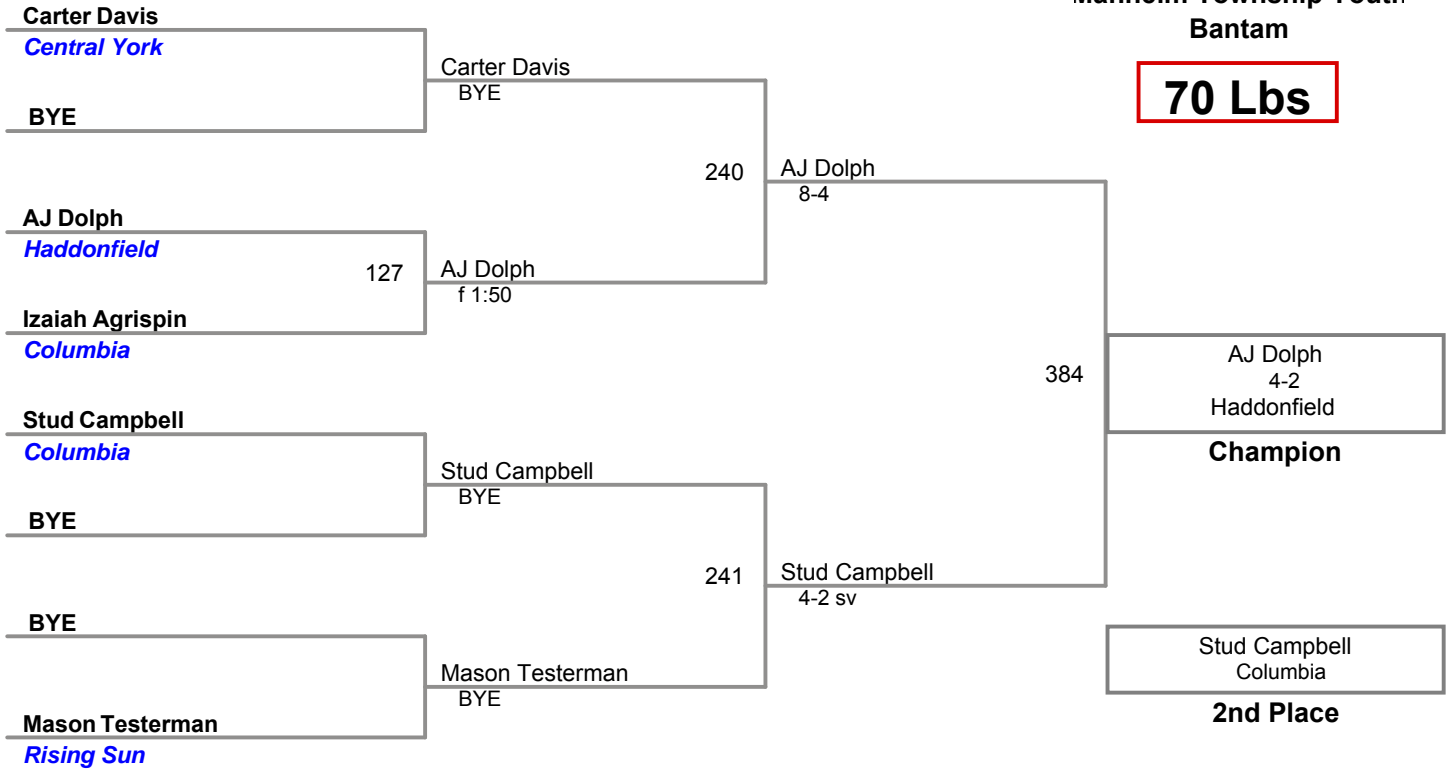 Manheim Township Youth
Bantam
70 Lbs
Carter Davis
Central York
BYE
Carter Davis
BYE
AJ Dolph
Haddonfield
127
Izaiah Agrispin
Columbia
AJ Dolph
f 1:50
240
AJ Dolph
8-4
Stud Campbell
Columbia
BYE
Stud Campbell
BYE
BYE
Mason Testerman
Rising Sun
Mason Testerman
BYE
241
Stud Campbell
4-2 sv
384
AJ Dolph
4-2
Haddonfield
Champion
Stud Campbell
Columbia
2nd Place